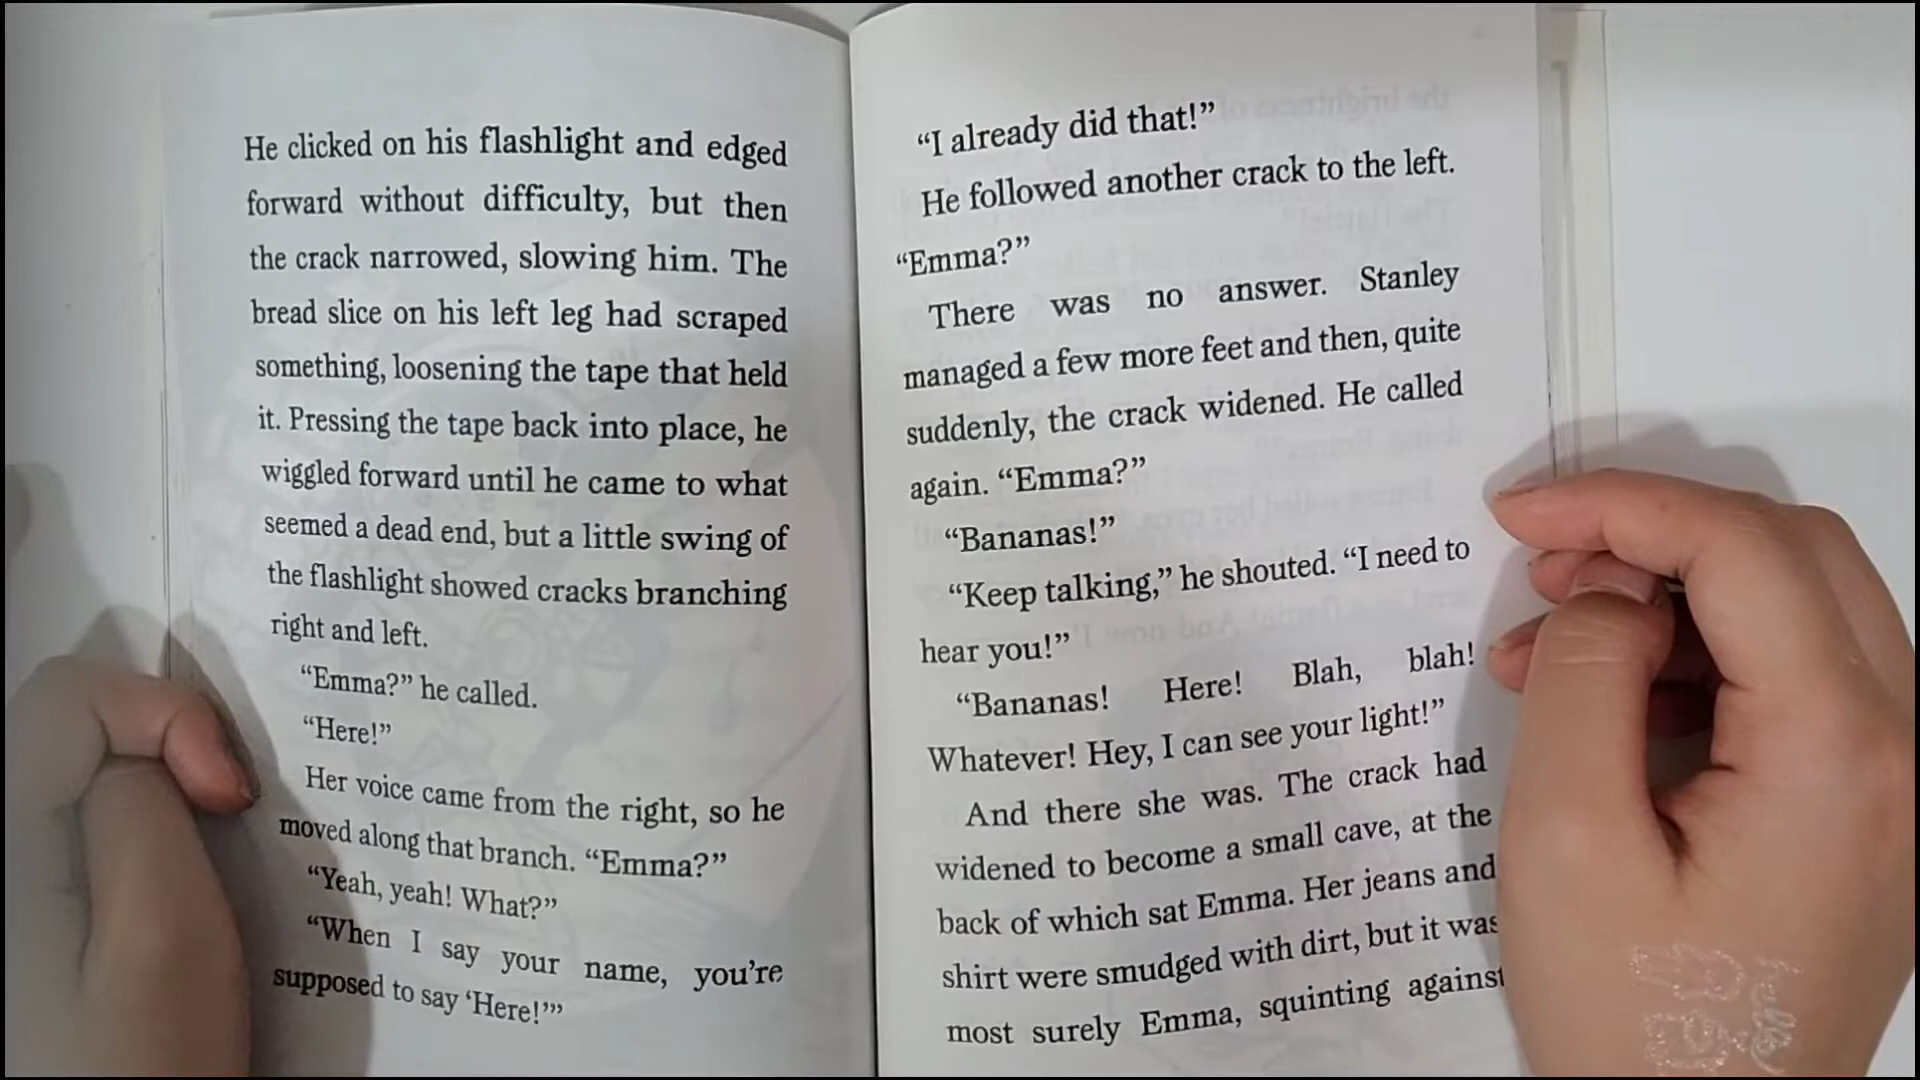 He clicked on his flashlight and edged
forward without difficulty, but then
the crack narrowed, slowing him. The
bread slice on his left leg had scraped
something, loosening the tape that held
it. Pressing the tape back into place, he
wiggled forward until he came to what
seemed a dead end, but a little swing of
the flashlight showed cracks branching
right and left.
“Emma?” he called.
“Here!”
Her voice came from the right, so he
moved along that branch. “Emma?”
“Yeah, yeah! What?”
“When I say your name, you’re
supposed to say ‘Here!’”
“I already did that!”
He followed another crack to the left.
“Emma?”
There was no answer. Stanley
managed a few more feet and then, quite
suddenly, the crack widened. He called
again. “Emma?”
“Bananas!”
“Keep talking,” he shouted. “I need to
hear you!”
“Bananas! Here! Blah, blah!
Whatever! Hey, I can see your light!”
And there she was. The crack had
widened to become a small cave, at the
back of which sat Emma. Her jeans and
shirt were smudged with dirt, but it was
most surely Emma, squinting against